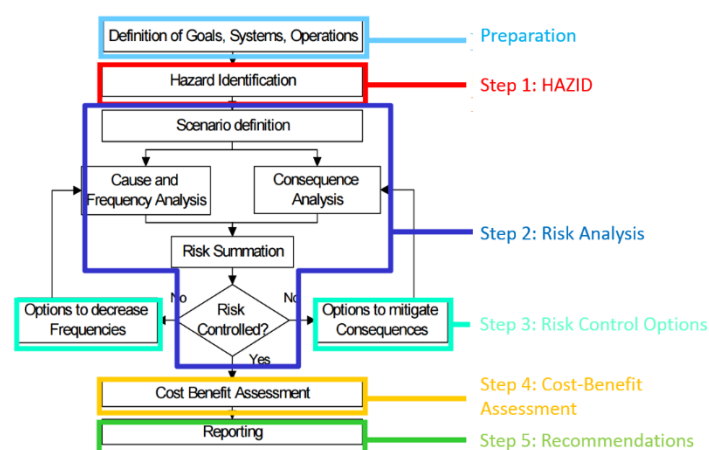 Definition of Goals, Systems, Operations
Preparation
Hazard Identification
Step 1: HAZID
Scenario definition
Cause and
Frequency Analysis
Consequence
Analysis
Step 2: Risk Analysis
Risk Summation
No
No
Options to decrease
Frequencies
Risk
Controlled?
Options to mitigate
Consequences
Step 3: Risk Control Options
Yes
Cost Benefit Assessment
Step 4: Cost-Benefit
Assessment
Reporting
Step 5: Recommendations